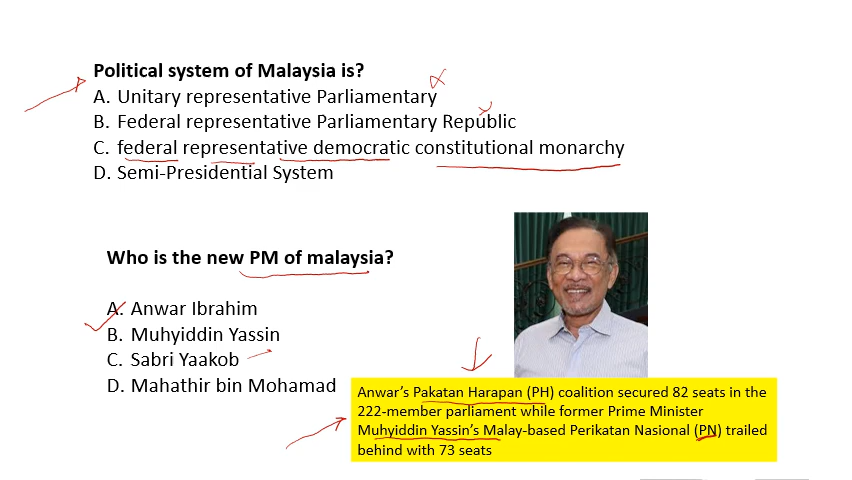 Political system of Malaysia is?
A. Unitary representative Parliamentary
B. Federal representative Parliamentary Republic
C. federal representative democratic constitutional monarchy
D. Semi-Presidential System
Who is the new PM of malaysia?
A. Anwar Ibrahim
B. Muhyiddin Yassin
C. Sabri Yaakob
D. Mahathir bin Mohamad
Anwar's Pakatan Harapan (PH) coalition secured 82 seats in the
222-member parliament while former Prime Minister
Muhyiddin Yassin's Malay-based Perikatan Nasional (PN) trailed
behind with 73 seats